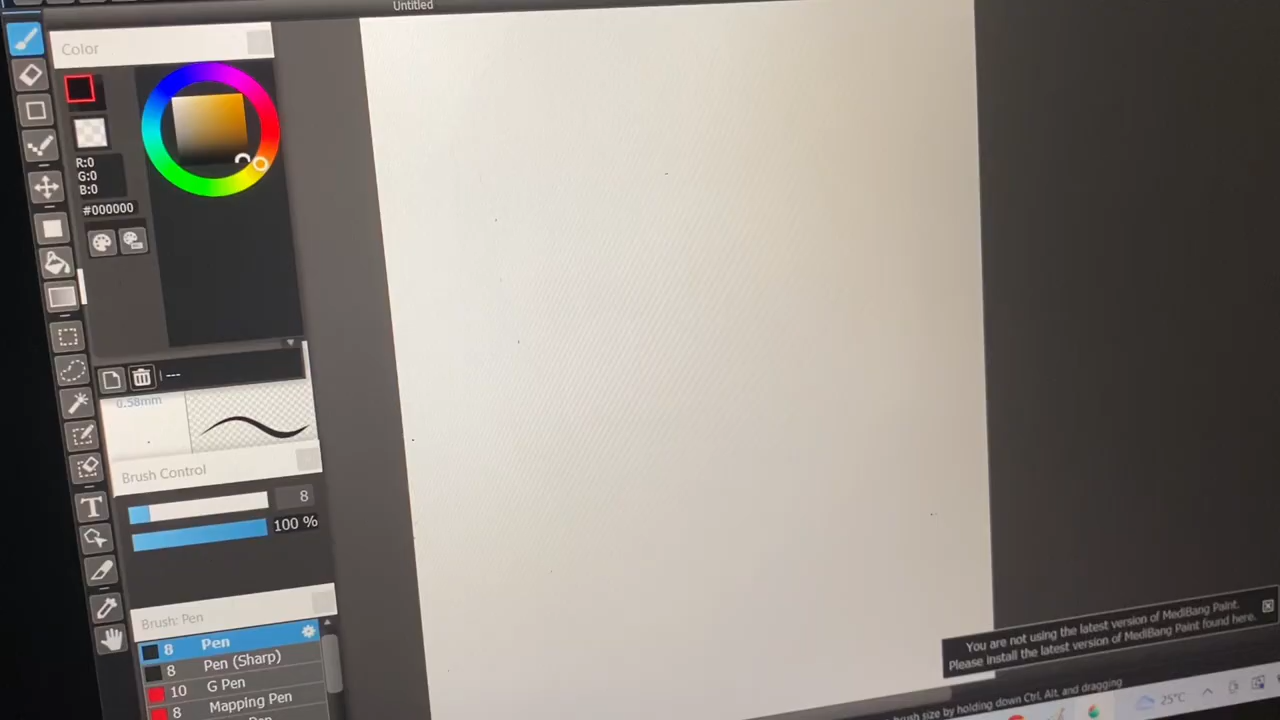 Untitled
Color
R:0
G:0
B:0
#000000
---
0.58mm
Brush Control
8
100 %
Brush: Pen
8 Pen
8 Pen (Sharp)
10 G Pen
8 Mapping Pen
You are not using the latest version of MediBang Paint.
Please install the latest version of MediBang Paint found here.
brush size by holding down Ctrl, Alt, and dragging
25°C